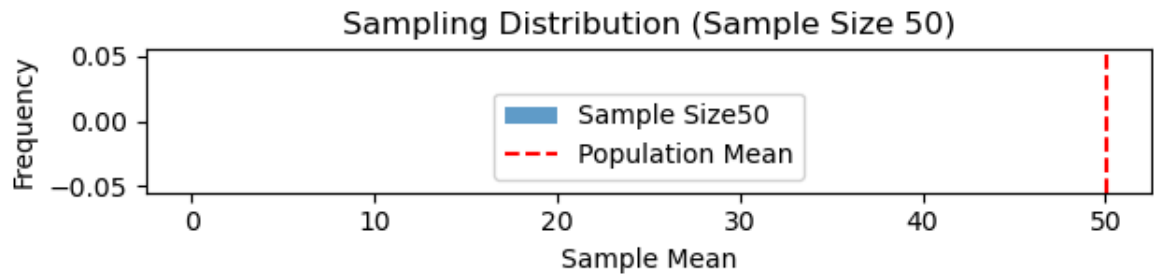 Sampling Distribution (Sample Size 50)
0.05
0.00
−0.05
Frequency
Sample Size50
Population Mean
0 10 20 30 40 50
Sample Mean